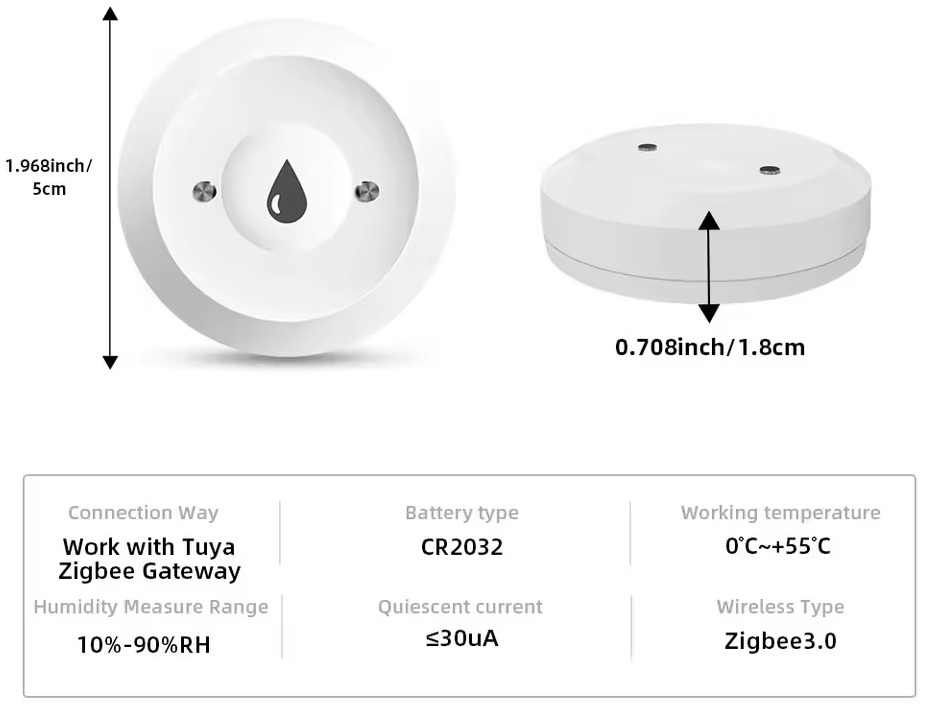 1.968inch/
5cm
0.708inch/1.8cm
Connection Way
Battery type
Working temperature
Work with Tuya
Zigbee Gateway
CR2032
0°C~+55°C
Humidity Measure Range
Quiescent current
Wireless Type
10%-90%RH
≤30uA
Zigbee3.0